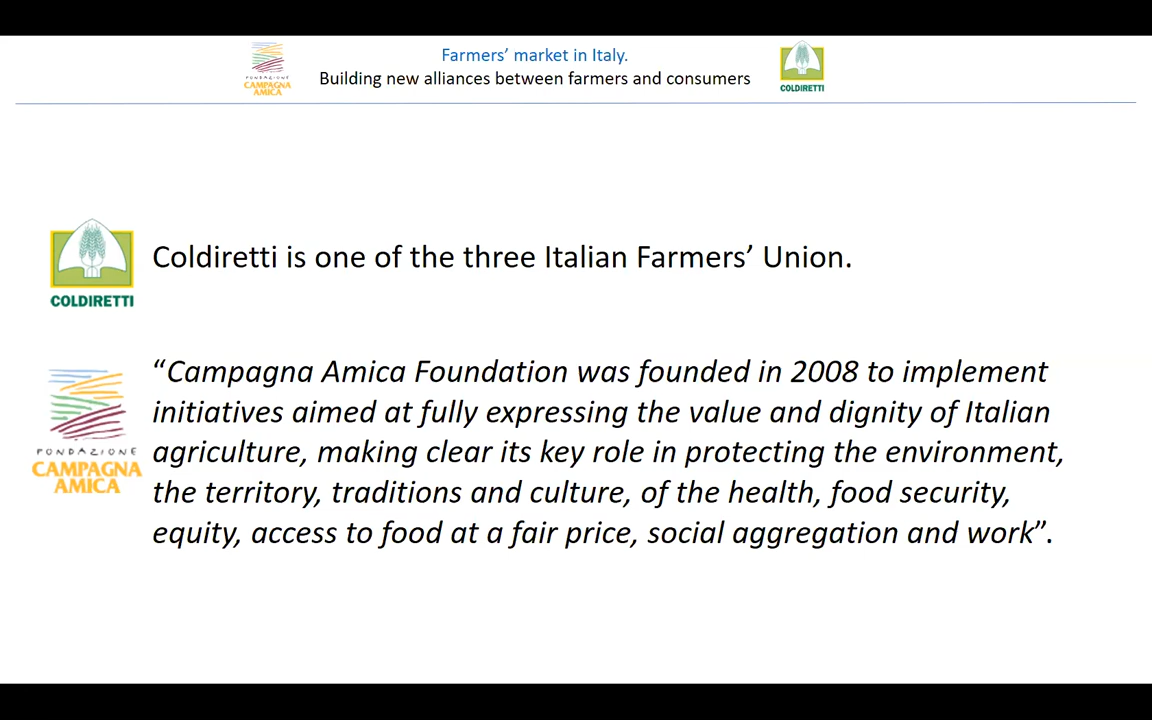 Farmers’ market in Italy.
Building new alliances between farmers and consumers
FONDAZIONE
CAMPAGNA
AMICA
COLDIRETTI
COLDIRETTI
Coldiretti is one of the three Italian Farmers’ Union.
FONDAZIONE
CAMPAGNA
AMICA
“Campagna Amica Foundation was founded in 2008 to implement
initiatives aimed at fully expressing the value and dignity of Italian
agriculture, making clear its key role in protecting the environment,
the territory, traditions and culture, of the health, food security,
equity, access to food at a fair price, social aggregation and work”.